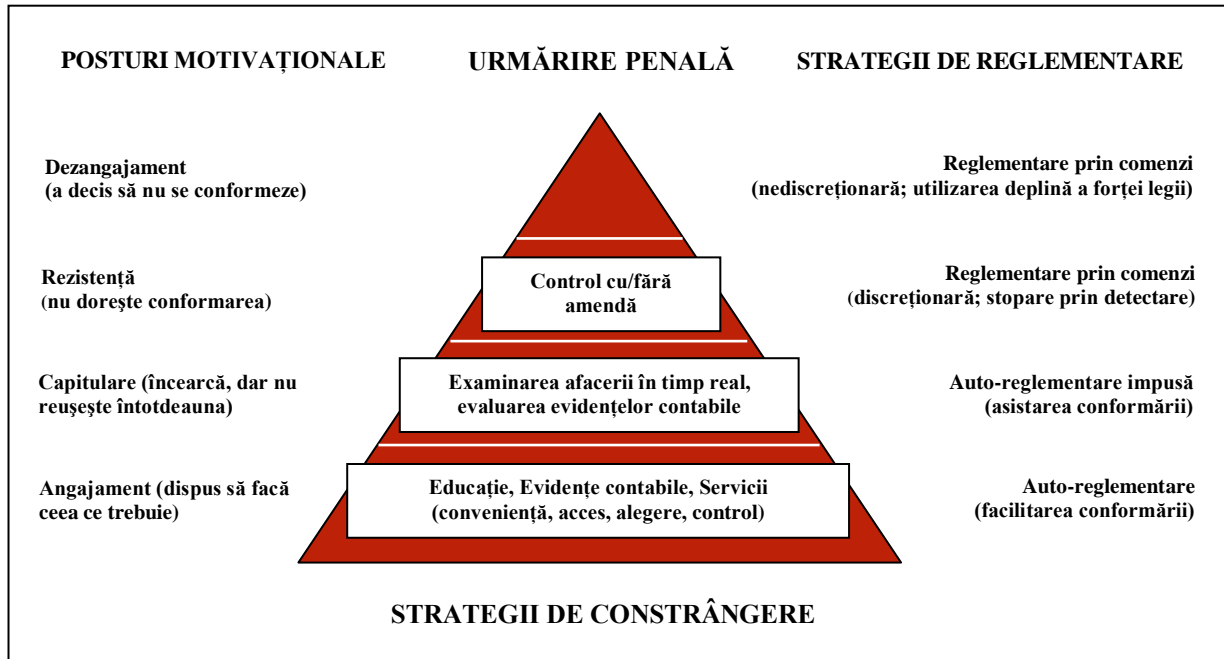 POSTURI MOTIVAȚIONALE
URMĂRIRE PENALĂ
STRATEGII DE REGLEMENTARE
Dezangajament
(a decis să nu se conformeze)
Reglementare prin comenzi
(nediscreționară; utilizarea deplină a forței legii)
Rezistență
(nu dorește conformarea)
Control cu/fără
amendă
Reglementare prin comenzi
(discreționară; stopare prin detectare)
Capitulare (încearcă, dar nu
reușește întotdeauna)
Examinarea afacerii în timp real,
evaluarea evidențelor contabile
Auto-reglementare impusă
(asistarea conformării)
Angajament (dispus să facă
ceea ce trebuie)
Educație, Evidențe contabile, Servicii
(conveniență, acces, alegere, control)
Auto-reglementare
(facilitarea conformării)
STRATEGII DE CONSTRÂNGERE